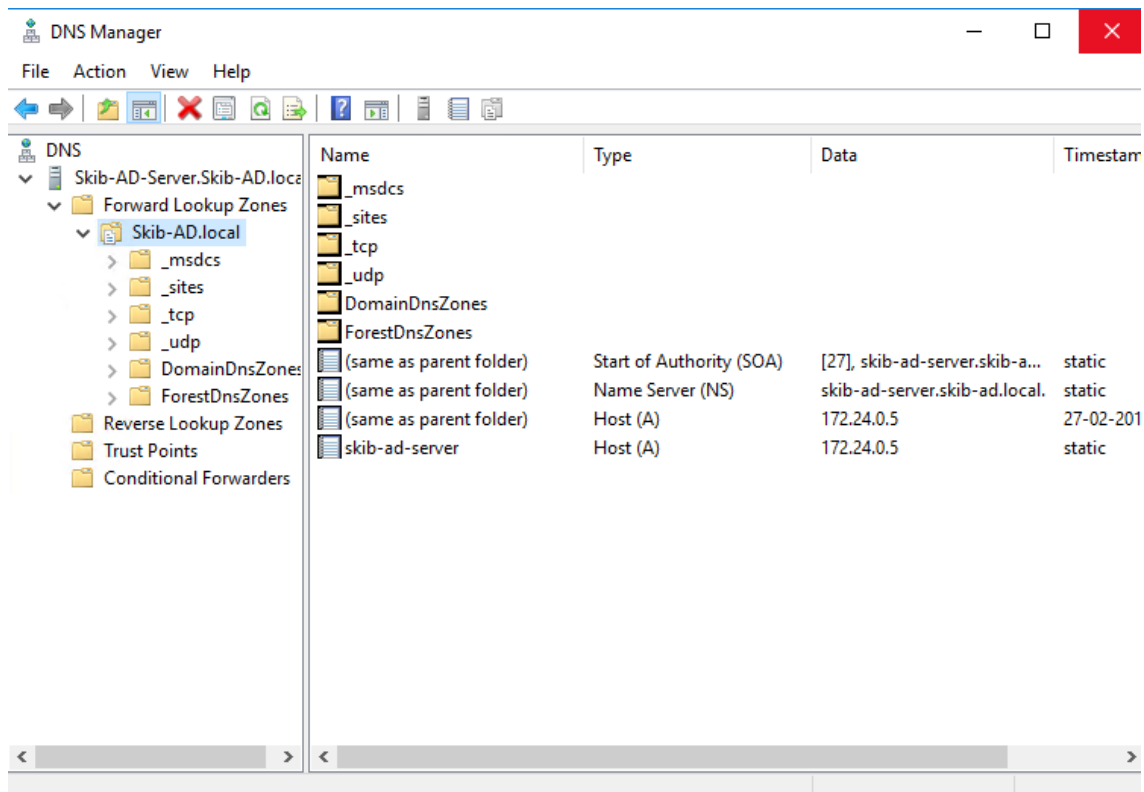 DNS Manager
File Action View Help
DNS
Skib-AD-Server.Skib-AD.loca
Forward Lookup Zones
Skib-AD.local
_msdcs
_sites
_tcp
_udp
DomainDnsZones
ForestDnsZones
Reverse Lookup Zones
Trust Points
Conditional Forwarders
Name Type Data Timestam
_msdcs
_sites
_tcp
_udp
DomainDnsZones
ForestDnsZones
(same as parent folder) Start of Authority (SOA) [27], skib-ad-server.skib-a... static
(same as parent folder) Name Server (NS) skib-ad-server.skib-ad.local. static
(same as parent folder) Host (A) 172.24.0.5 27-02-201
skib-ad-server Host (A) 172.24.0.5 static